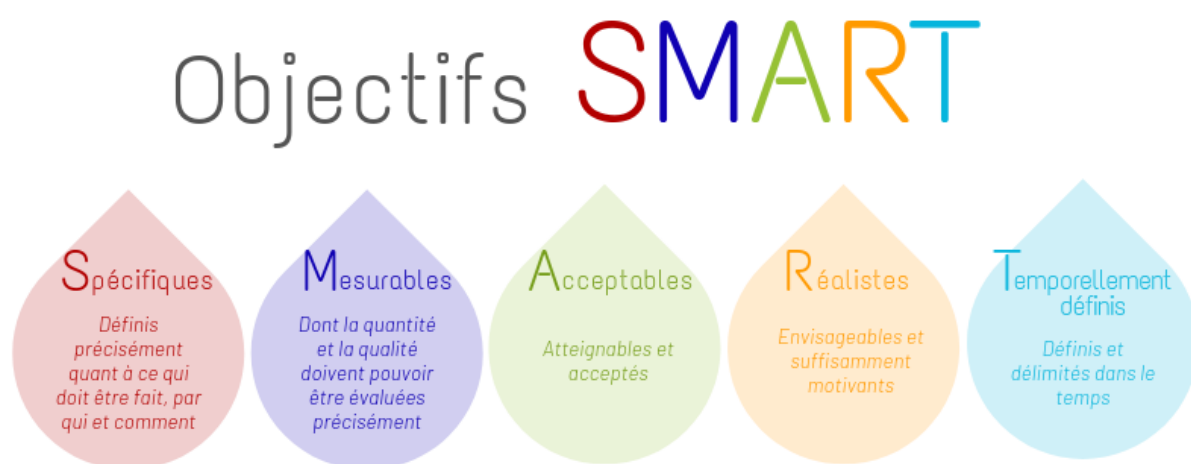 Objectifs SMART
Spécifiques
Définis
précisément
quant à ce qui
doit être fait, par
qui et comment
Mesurables
Dont la quantité
et la qualité
doivent pouvoir
être évaluées
précisément
Acceptables
Atteignables et
acceptés
Réalistes
Envisageables et
suffisamment
motivants
Temporellement
définis
Définis et
délimités dans le
temps